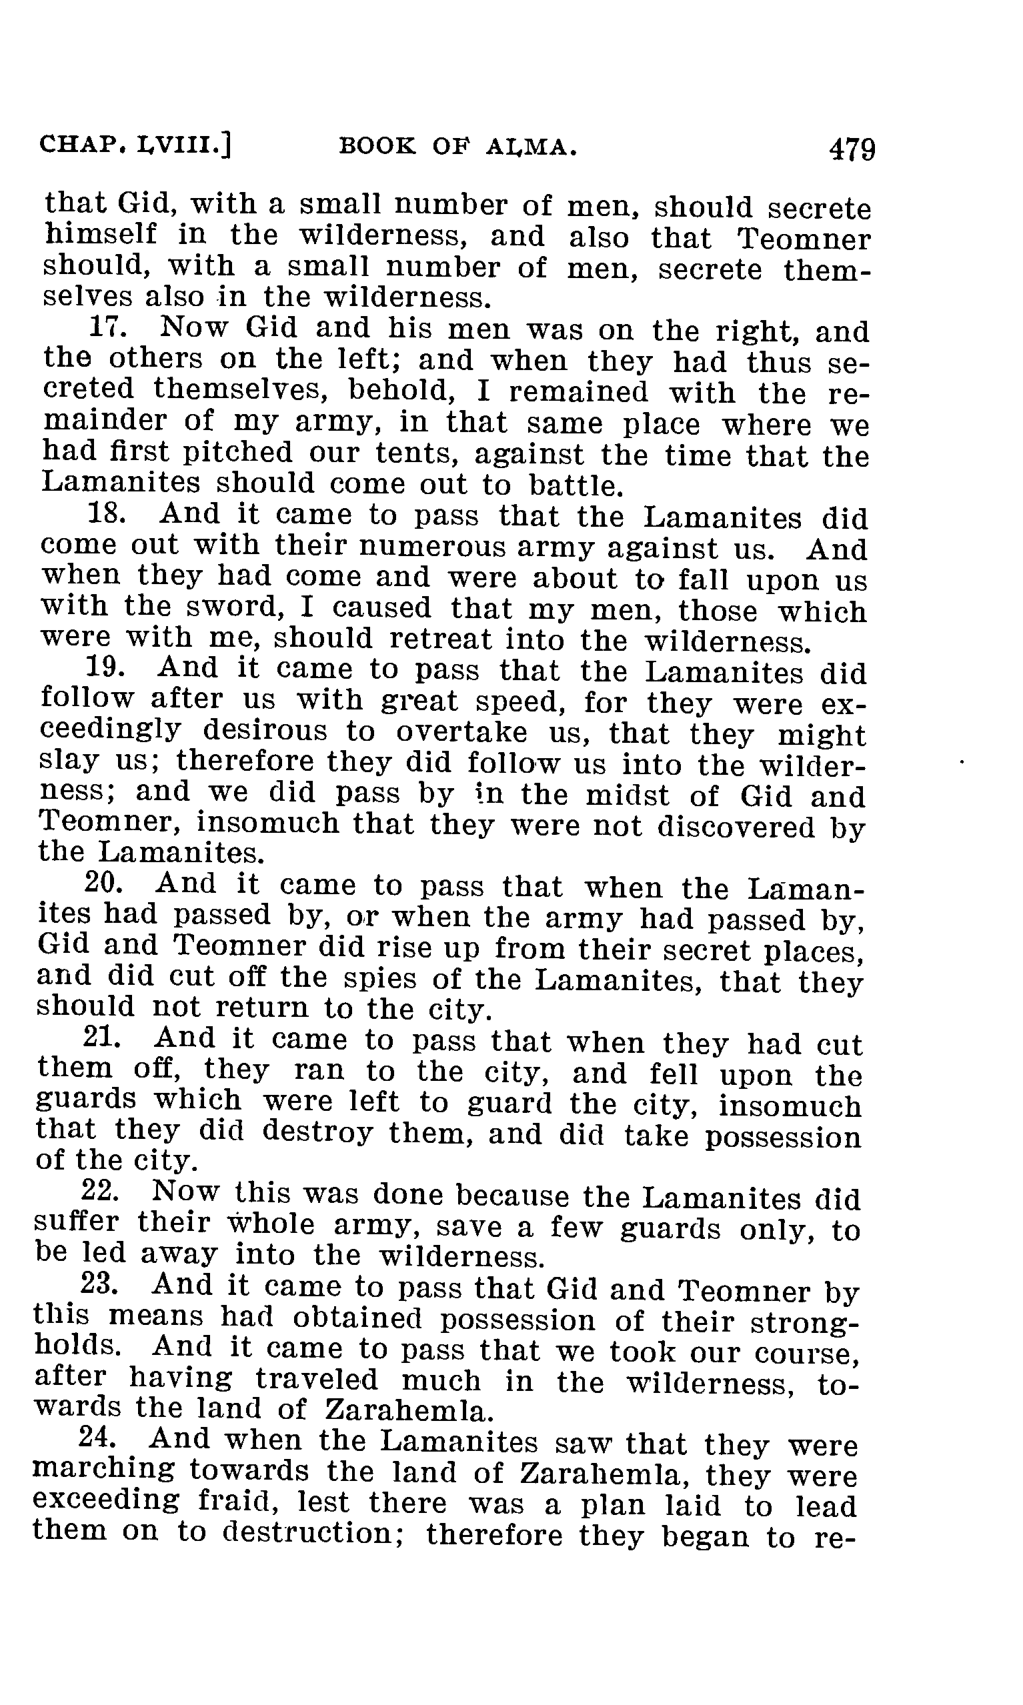 CHAP. LVIII.] BOOK OF ALMA. 479
that Gid, with a small number of men, should secrete
himself in the wilderness, and also that Teomner
should, with a small number of men, secrete them-
selves also in the wilderness.
17. Now Gid and his men was on the right, and
the others on the left; and when they had thus se-
creted themselves, behold, I remained with the re-
mainder of my army, in that same place where we
had first pitched our tents, against the time that the
Lamanites should come out to battle.
18. And it came to pass that the Lamanites did
come out with their numerous army against us. And
when they had come and were about to fall upon us
with the sword, I caused that my men, those which
were with me, should retreat into the wilderness.
19. And it came to pass that the Lamanites did
follow after us with great speed, for they were ex-
ceedingly desirous to overtake us, that they might
slay us; therefore they did follow us into the wilder-
ness; and we did pass by in the midst of Gid and
Teomner, insomuch that they were not discovered by
the Lamanites.
20. And it came to pass that when the Laman-
ites had passed by, or when the army had passed by,
Gid and Teomner did rise up from their secret places,
and did cut off the spies of the Lamanites, that they
should not return to the city.
21. And it came to pass that when they had cut
them off, they ran to the city, and fell upon the
guards which were left to guard the city, insomuch
that they did destroy them, and did take possession
of the city.
22. Now this was done because the Lamanites did
suffer their whole army, save a few guards only, to
be led away into the wilderness.
23. And it came to pass that Gid and Teomner by
this means had obtained possession of their strong-
holds. And it came to pass that we took our course,
after having traveled much in the wilderness, to-
wards the land of Zarahemla.
24. And when the Lamanites saw that they were
marching towards the land of Zarahemla, they were
exceeding fraid, lest there was a plan laid to lead
them on to destruction; therefore they began to re-